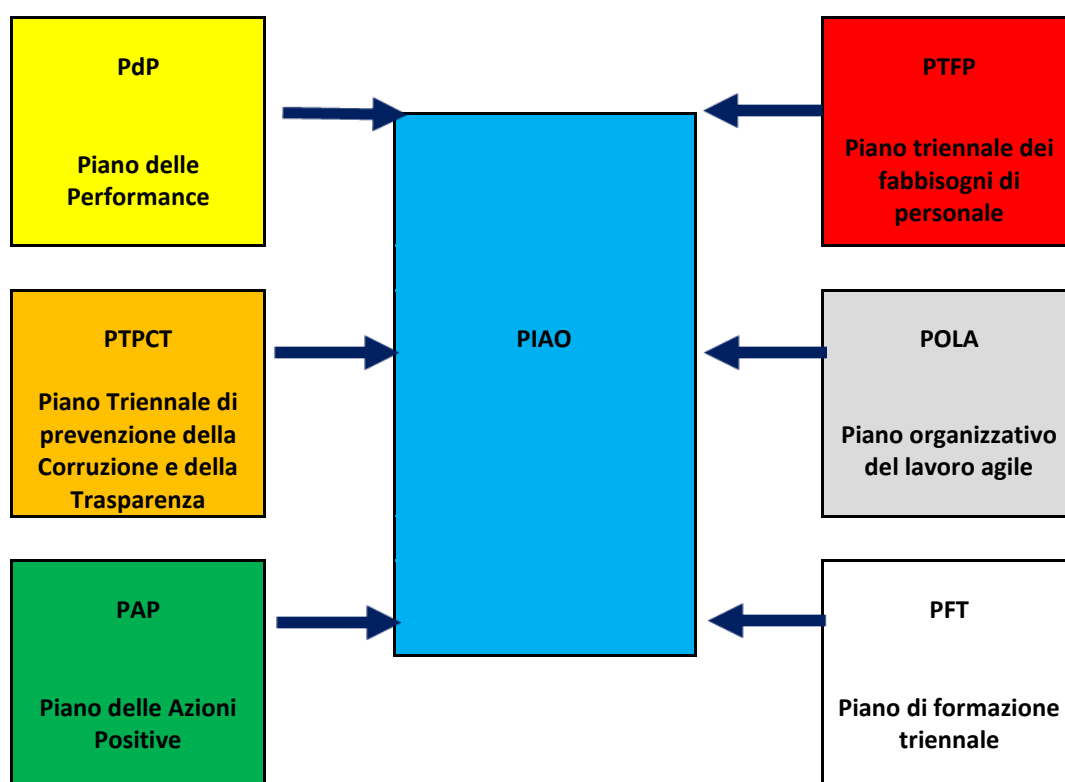 PdP
Piano delle
Performance
PTPCT
Piano Triennale di
prevenzione della
Corruzione e della
Trasparenza
PAP
Piano delle Azioni
Positive
PIAO
PTFP
Piano triennale dei
fabbisogni di
personale
POLA
Piano organizzativo
del lavoro agile
PFT
Piano di formazione
triennale